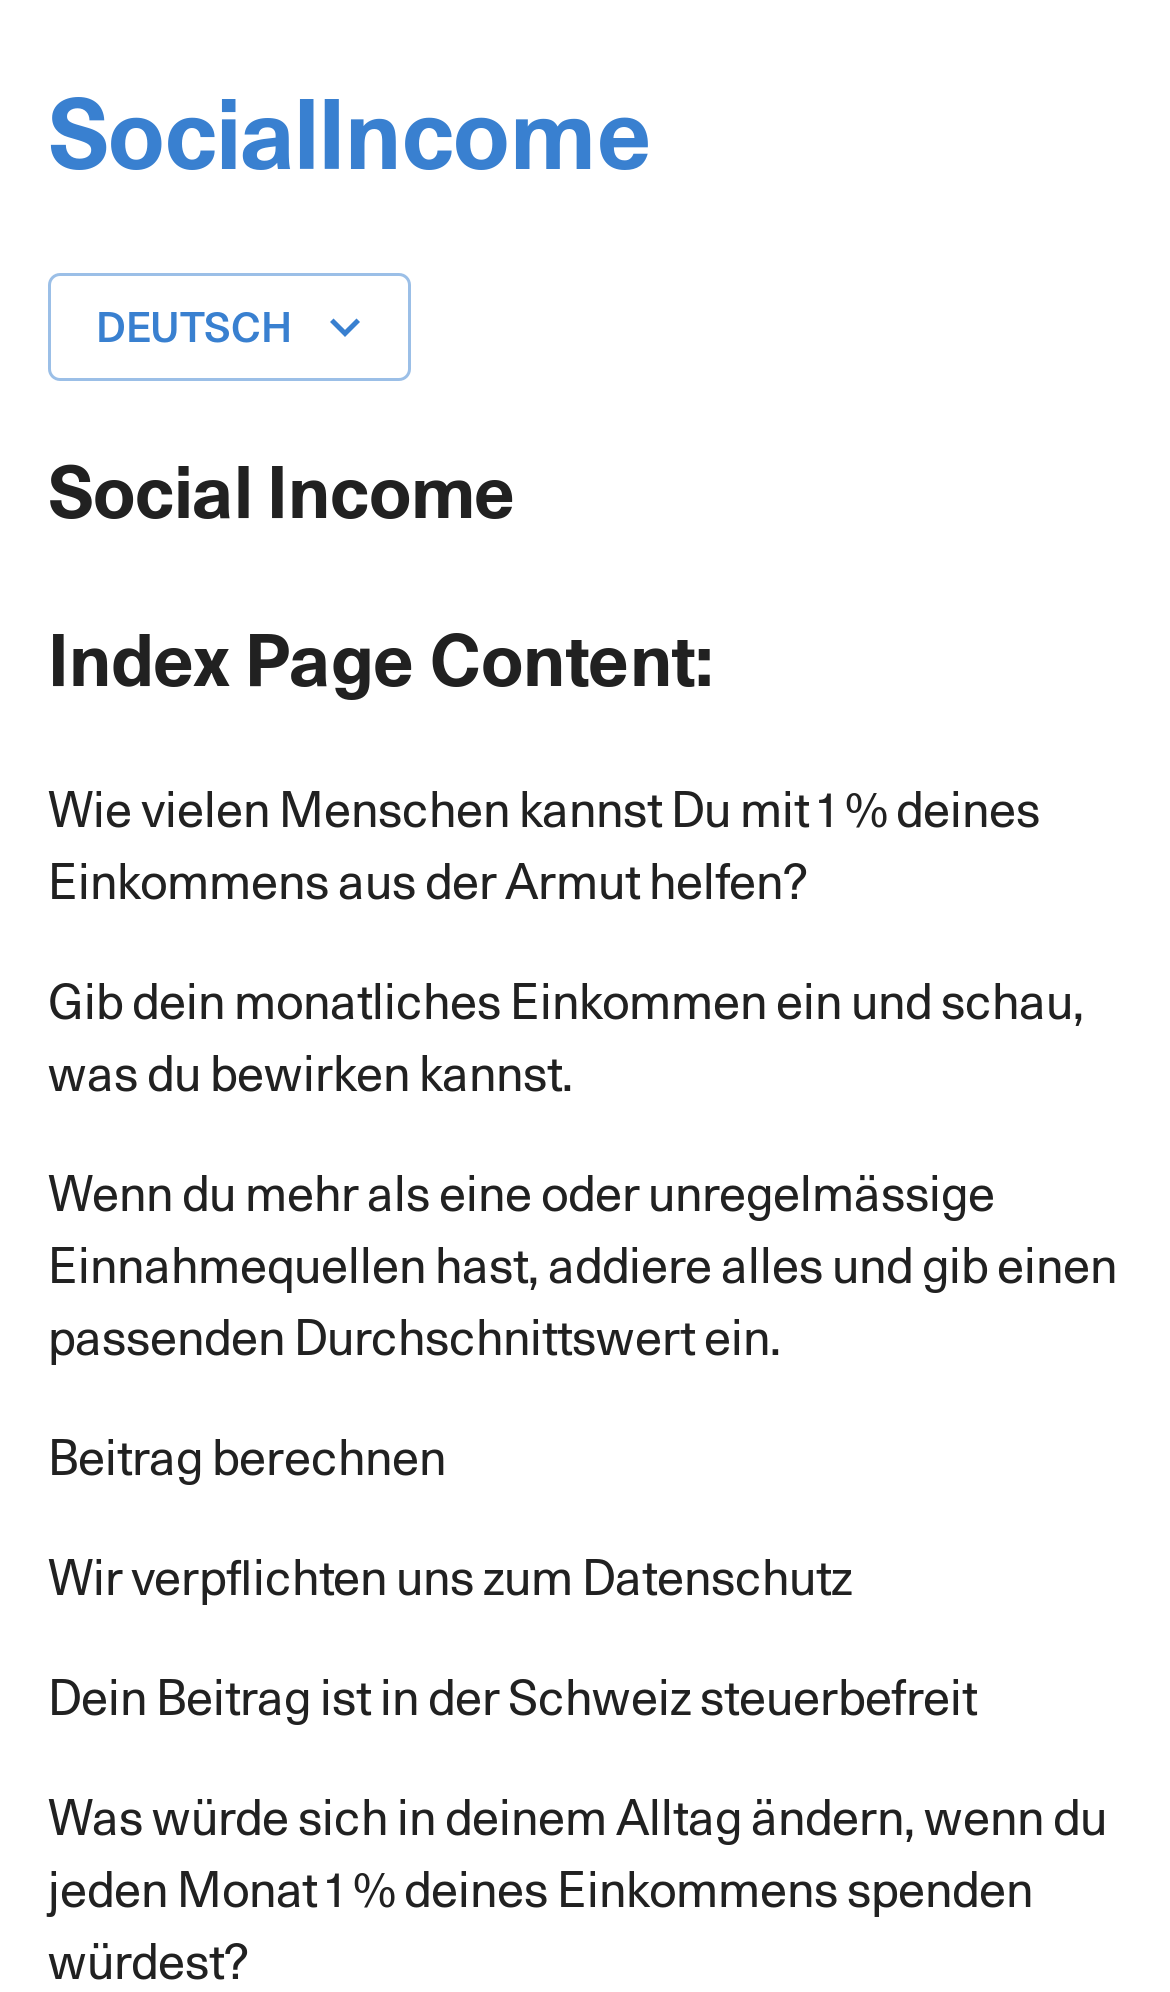 SocialIncome
DEUTSCH
Social Income
Index Page Content:
Wie vielen Menschen kannst Du mit 1 % deines
Einkommens aus der Armut helfen?
Gib dein monatliches Einkommen ein und schau,
was du bewirken kannst.
Wenn du mehr als eine oder unregelmässige
Einnahmequellen hast, addiere alles und gib einen
passenden Durchschnittswert ein.
Beitrag berechnen
Wir verpflichten uns zum Datenschutz
Dein Beitrag ist in der Schweiz steuerbefreit
Was würde sich in deinem Alltag ändern, wenn du
jeden Monat 1 % deines Einkommens spenden
würdest?